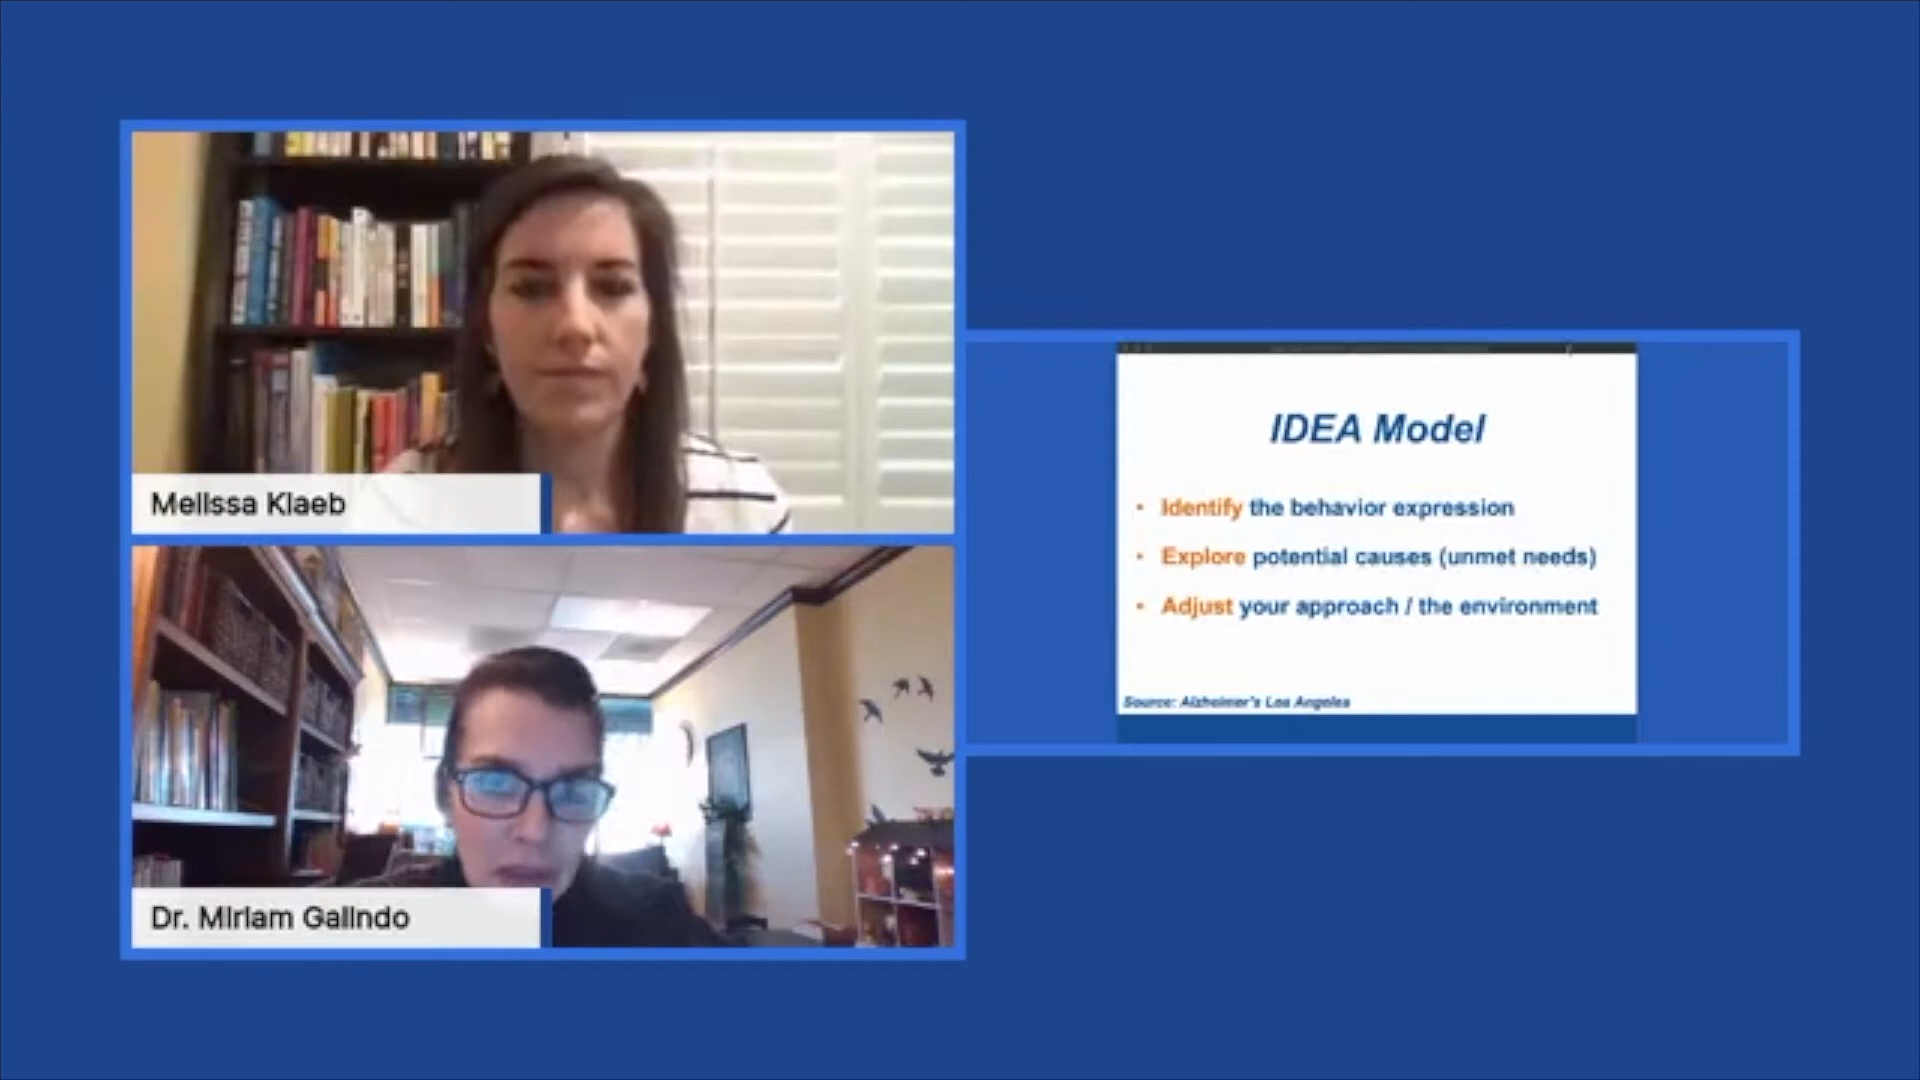 Melissa Klaeb
Dr. Miriam Galindo
IDEA Model
• Identify the behavior expression
• Explore potential causes (unmet needs)
• Adjust your approach / the environment
Source: Alzheimer's Los Angeles